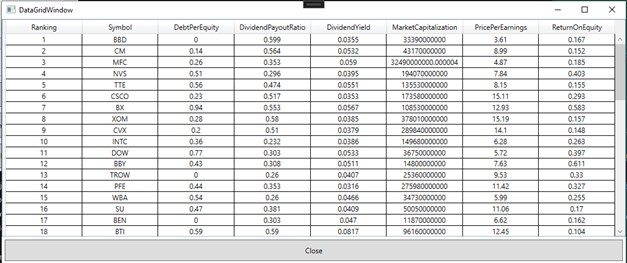 DataGridWindow
Ranking Symbol DebtPerEquity DividendPayoutRatio DividendYield MarketCapitalization PricePerEarnings ReturnOnEquity
1 BBD 0 0.599 0.0355 33390000000 3.61 0.167
2 CM 0.14 0.564 0.0532 43170000000 8.99 0.152
3 MFC 0.26 0.353 0.059 32490000000.000004 4.87 0.185
4 NVS 0.51 0.296 0.0395 194070000000 7.84 0.403
5 TTE 0.56 0.474 0.0551 135530000000 8.15 0.155
6 CSCO 0.23 0.517 0.0353 173580000000 15.11 0.293
7 BX 0.94 0.553 0.0567 108530000000 12.93 0.583
8 XOM 0.28 0.58 0.0385 378010000000 15.19 0.157
9 CVX 0.2 0.51 0.0379 289840000000 14.1 0.148
10 INTC 0.36 0.232 0.0386 149680000000 6.28 0.263
11 DOW 0.77 0.303 0.0533 36750000000 5.72 0.397
12 BBY 0.43 0.308 0.0511 14800000000 7.63 0.611
13 TROW 0 0.26 0.0407 25360000000 9.53 0.33
14 PFE 0.44 0.353 0.0316 275980000000 11.42 0.327
15 WBA 0.54 0.26 0.0466 34730000000 5.99 0.255
16 SU 0.47 0.381 0.0409 50050000000 11.06 0.17
17 BEN 0 0.303 0.047 11870000000 6.62 0.162
18 BTI 0.59 0.59 0.0817 96160000000 12.45 0.104
Close